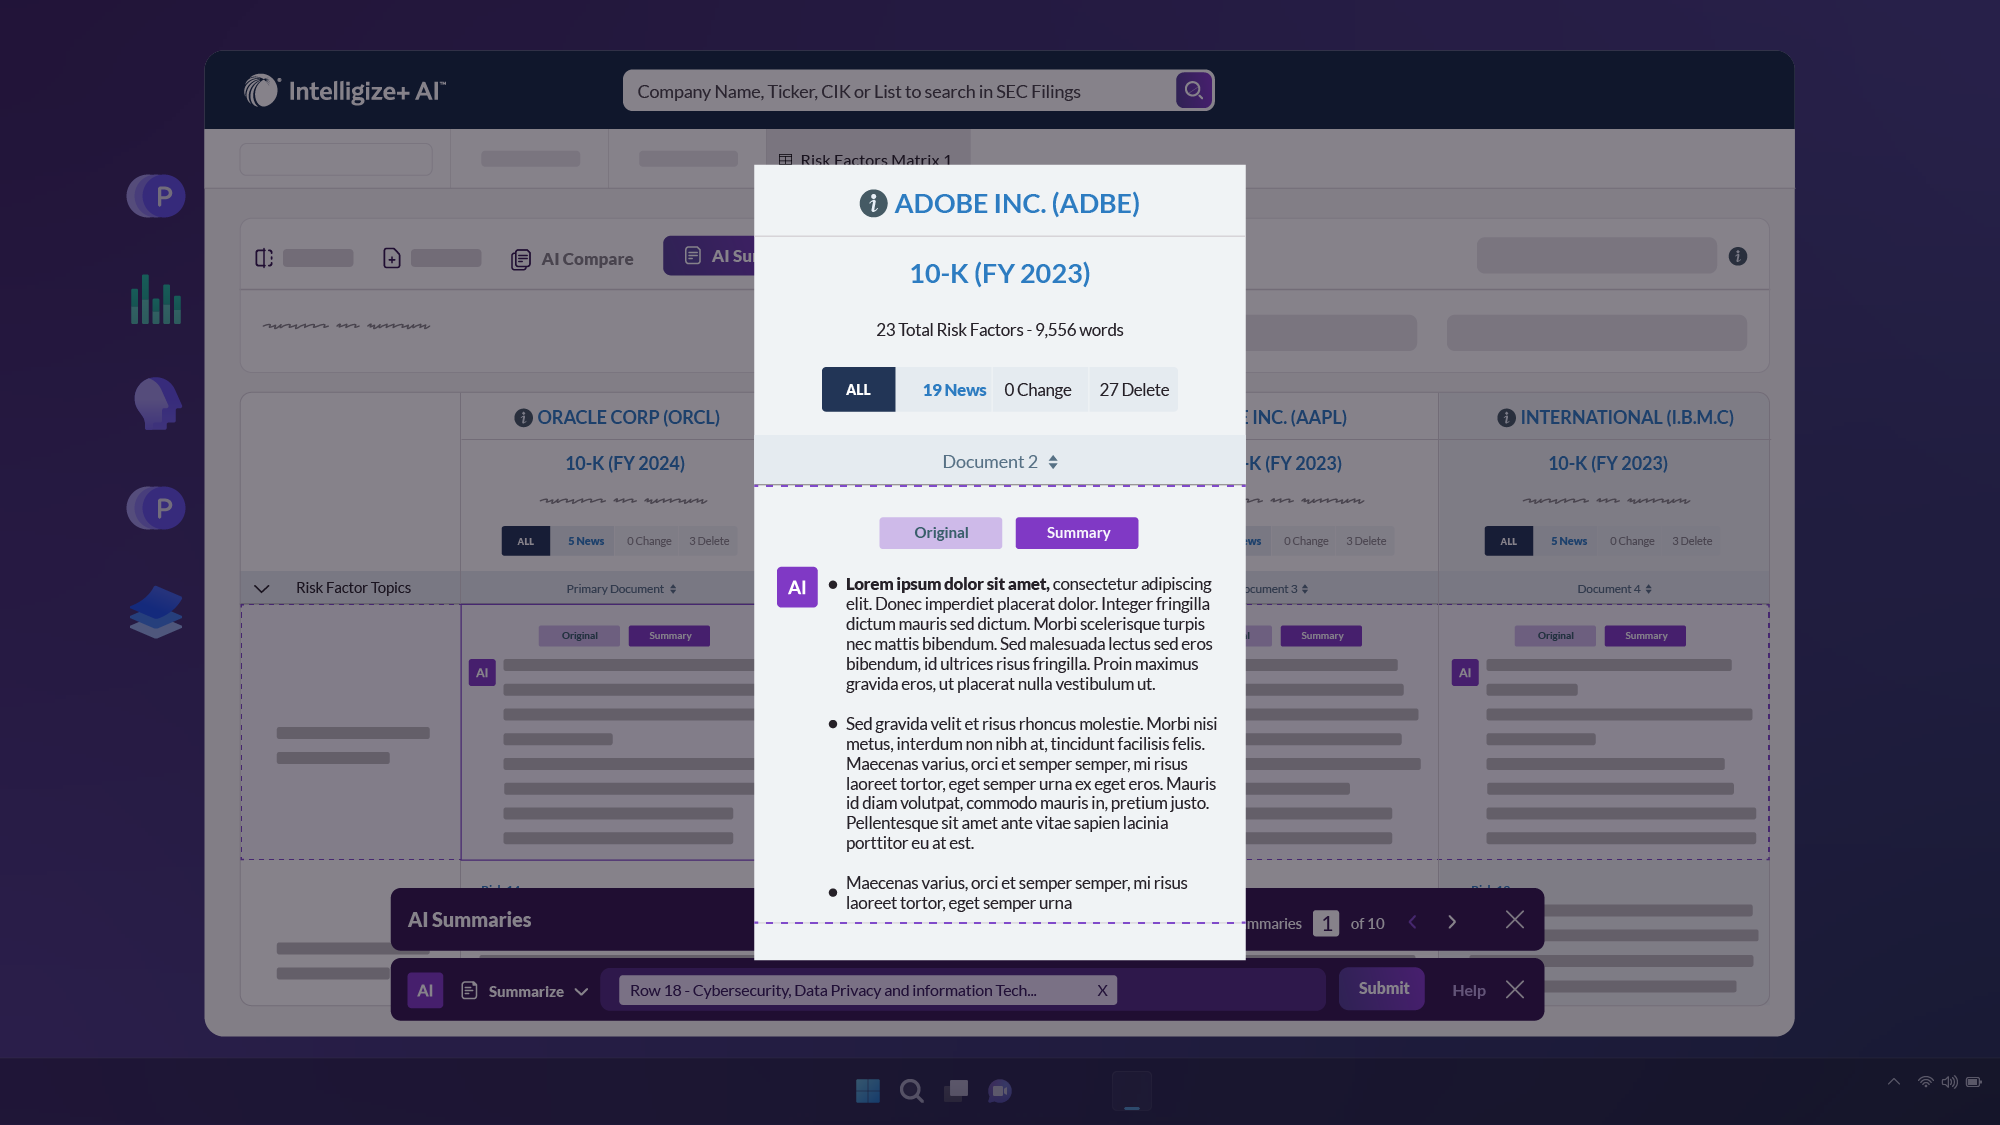 Intelligize+ AI™
Company Name, Ticker, CIK or List to search in SEC Filings
Risk Factors Matrix 1
P
AI Compare
AI Su
ADOBE INC. (ADBE)
10-K (FY 2023)
23 Total Risk Factors - 9,556 words
ALL 19 News 0 Change 27 Delete
Document 2
Original Summary
AI
Lorem ipsum dolor sit amet, consectetur adipiscing
elit. Donec imperdiet placerat dolor. Integer fringilla
dictum mauris sed dictum. Morbi scelerisque turpis
nec mattis bibendum. Sed malesuada lectus sed eros
bibendum, id ultrices risus fringilla. Proin maximus
gravida eros, ut placerat nulla vestibulum ut.
Sed gravida velit et risus rhoncus molestie. Morbi nisi
metus, interdum non nibh at, tincidunt facilisis felis.
Maecenas varius, orci et semper semper, mi risus
laoreet tortor, eget semper urna ex eget eros. Mauris
id diam volutpat, commodo mauris in, pretium justo.
Pellentesque sit amet ante vitae sapien lacinia
porttitor eu at est.
Maecenas varius, orci et semper semper, mi risus
laoreet tortor, eget semper urna
ORACLE CORP (ORCL)
10-K (FY 2024)
ALL 5 News 0 Change 3 Delete
Risk Factor Topics
Primary Document
Original Summary
AI
INC. (AAPL)
-K (FY 2023)
ws 0 Change 3 Delete
ocument 3
Summary
INTERNATIONAL (I.B.M.C)
10-K (FY 2023)
ALL 5 News 0 Change 3 Delete
Document 4
Original Summary
AI
P
AI Summaries
mmaries 1 of 10
AI Summarize
Row 18 - Cybersecurity, Data Privacy and information Tech... X
Submit Help